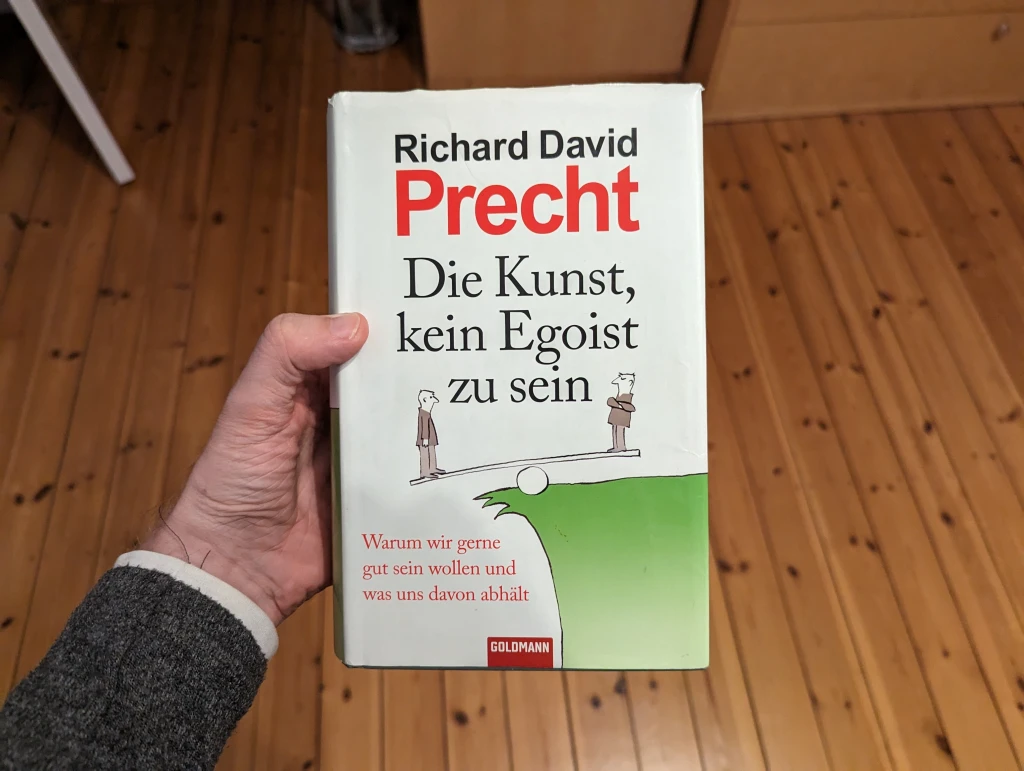 Richard David
Precht
Die Kunst,
kein Egoist
zu sein
Warum wir gerne
gut sein wollen und
was uns davon abhält
GOLDMANN